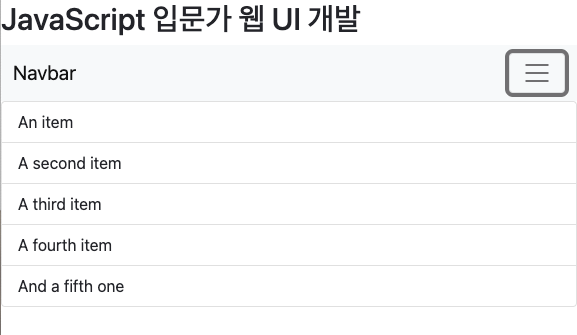 JavaScript 입문가 웹 UI 개발
Navbar
An item
A second item
A third item
A fourth item
And a fifth one